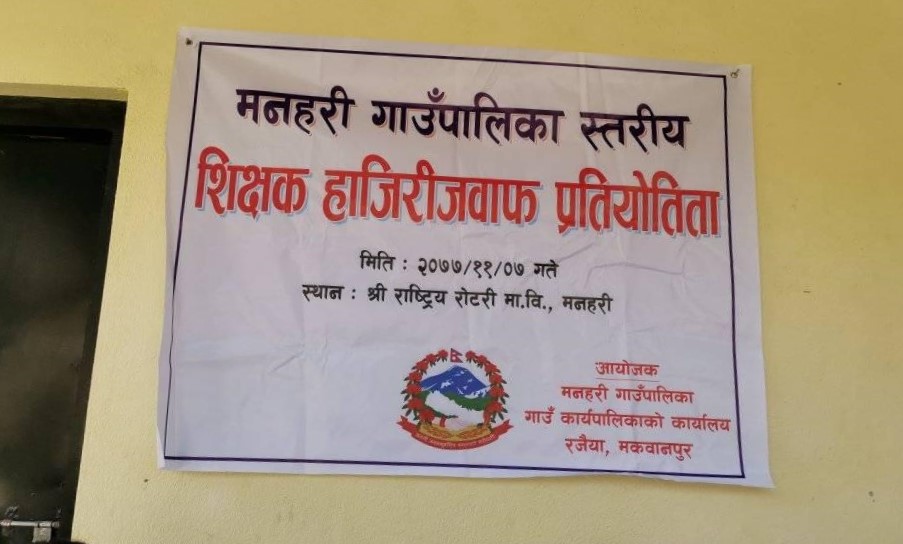 मनहरी गाउँपालिका स्तरीय
शिक्षक हाजिरीजवाफ प्रतियोतिता
मिति : २०७७/११/०७ गते
स्थान : श्री राष्ट्रिय रोटरी मा.वि., मनहरी
आयोजक
मनहरी गाउँपालिका
गाउँ कार्यपालिकाको कार्यालय
रजैया, मकवानपुर